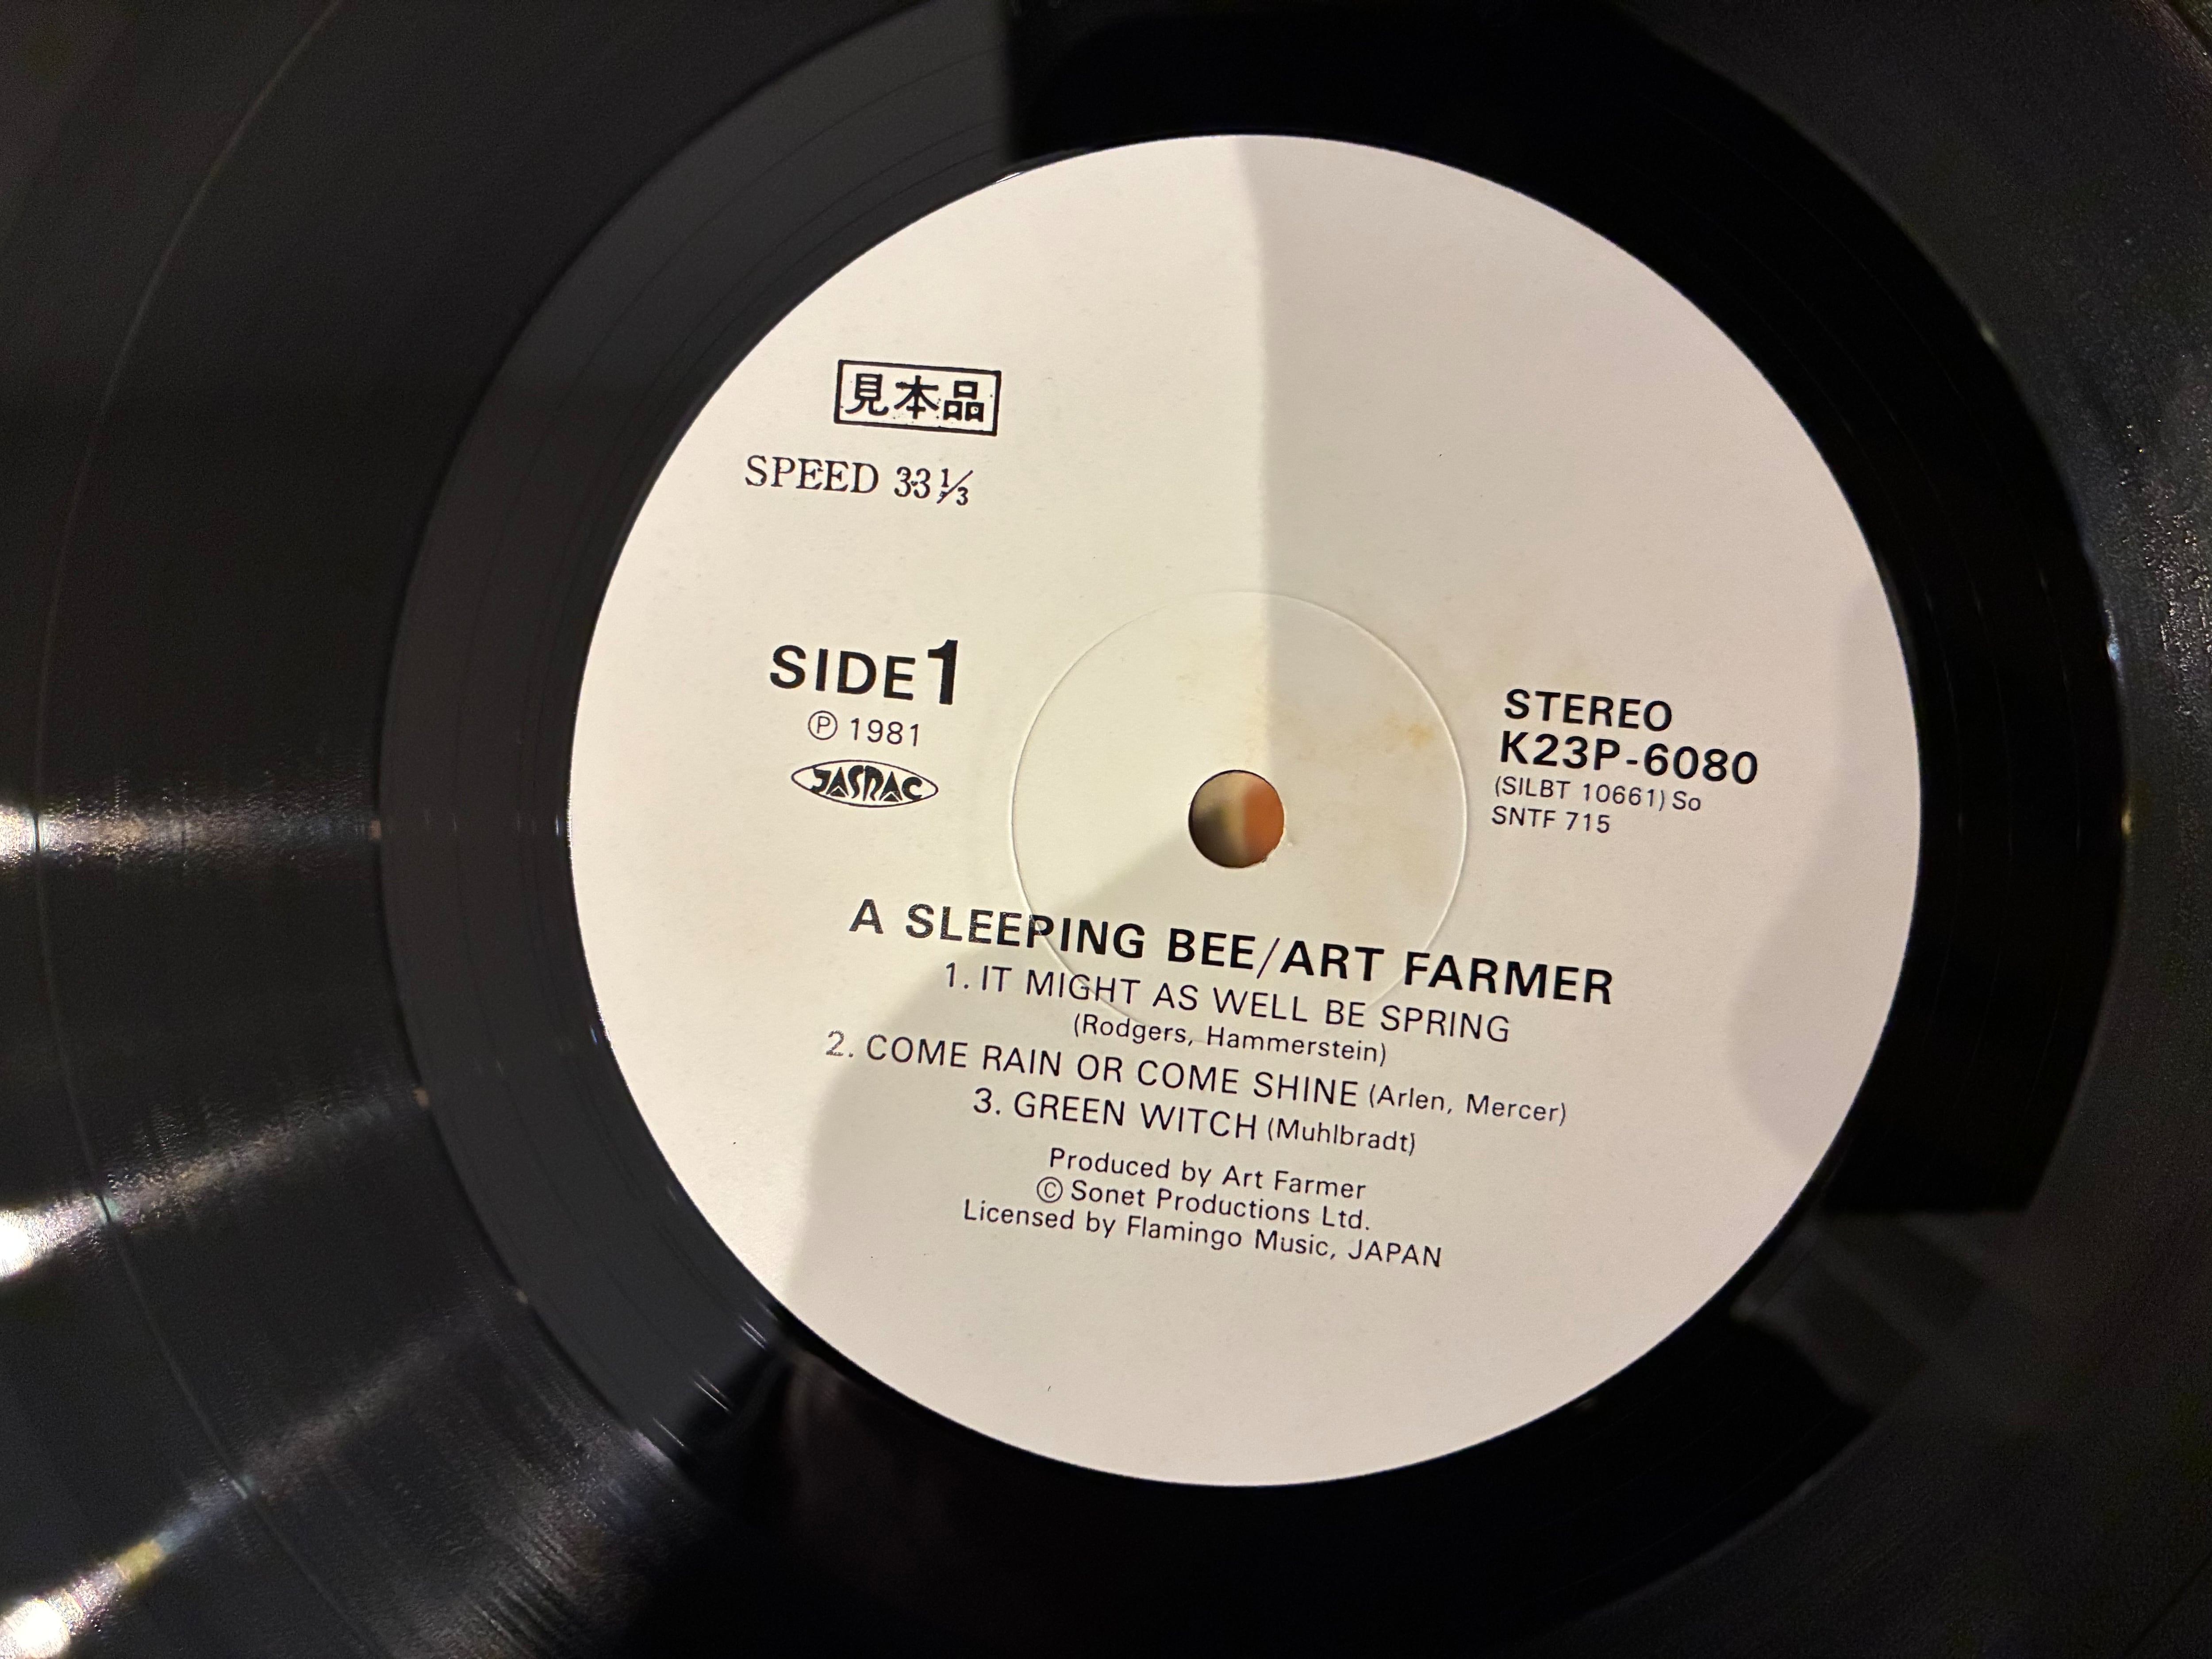 見本品
SPEED 33⅓
SIDE 1
Ⓟ 1981
JASRAC
STEREO
K23P-6080
(SILBT 10661) So
SNTF 715
A SLEEPING BEE/ART FARMER
1. IT MIGHT AS WELL BE SPRING
(Rodgers, Hammerstein)
2. COME RAIN OR COME SHINE (Arlen, Mercer)
3. GREEN WITCH (Muhlbradt)
Produced by Art Farmer
© Sonet Productions Ltd.
Licensed by Flamingo Music, JAPAN